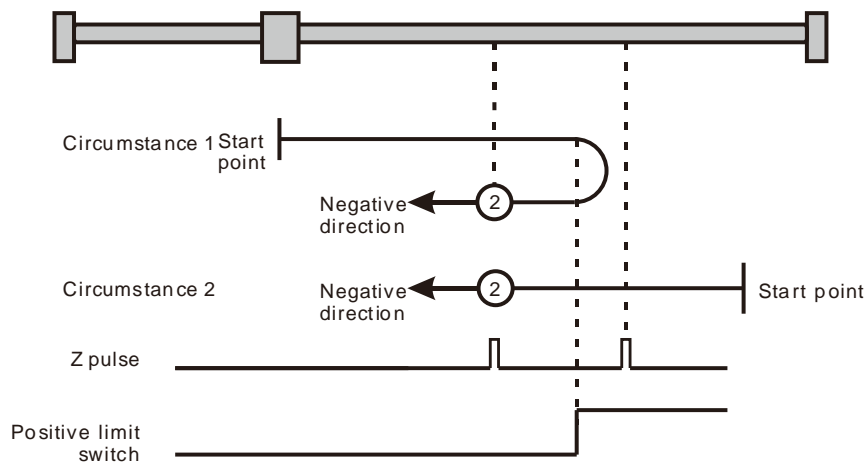 Circumstance 1 Start
point
Negative
direction
2
Circumstance 2
Negative
direction
2
Start point
Z pulse
Positive limit
switch